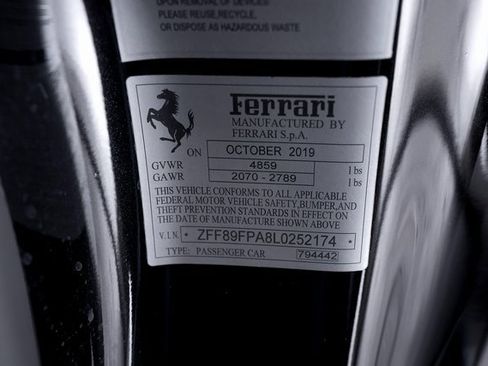 UPON REMOVAL OF DEVICES
PLEASE REUSE,RECYCLE,
OR DISPOSE AS HAZARDOUS WASTE
Ferrari
MANUFACTURED BY
FERRARI S.p.A.
ON OCTOBER 2019
GVWR 4859 lbs
GAWR 2070 - 2789 lbs
THIS VEHICLE CONFORMS TO ALL APPLICABLE
FEDERAL MOTOR VEHICLE SAFETY,BUMPER,AND
THEFT PREVENTION STANDARDS IN EFFECT ON
THE DATE OF MANUFACTURE SHOWN ABOVE
V.I.N. * ZFF89FPA8L0252174 *
TYPE: PASSENGER CAR 794442